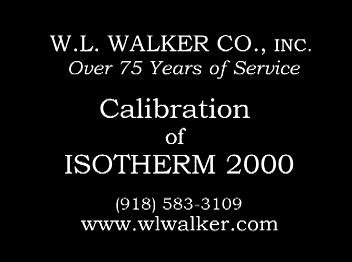 W.L. WALKER CO., INC.
Over 75 Years of Service
Calibration
of
ISOTHERM 2000
(918) 583-3109
www.wlwalker.com